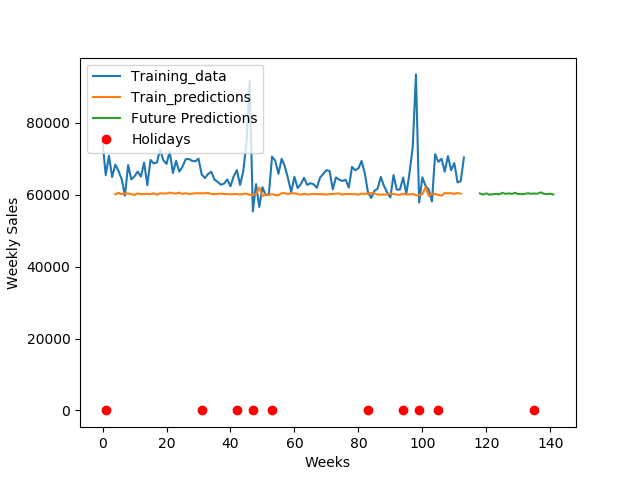 Training_data
Train_predictions
Future Predictions
Holidays
80000
60000
40000
20000
0
Weekly Sales
0 20 40 60 80 100 120 140
Weeks